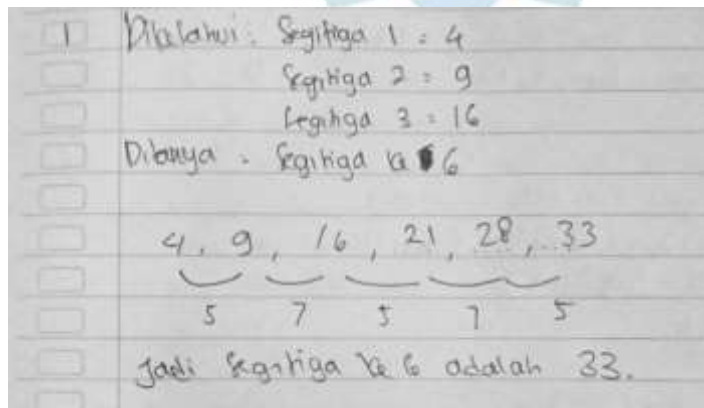 1 Diketahui : Segitiga 1 = 4
Segitiga 2 = 9
Segitiga 3 = 16
Ditanya : Segitiga ke 6
4, 9, 16, 21, 28, 33
5 7 5 7 5
Jadi segitiga ke 6 adalah 33.